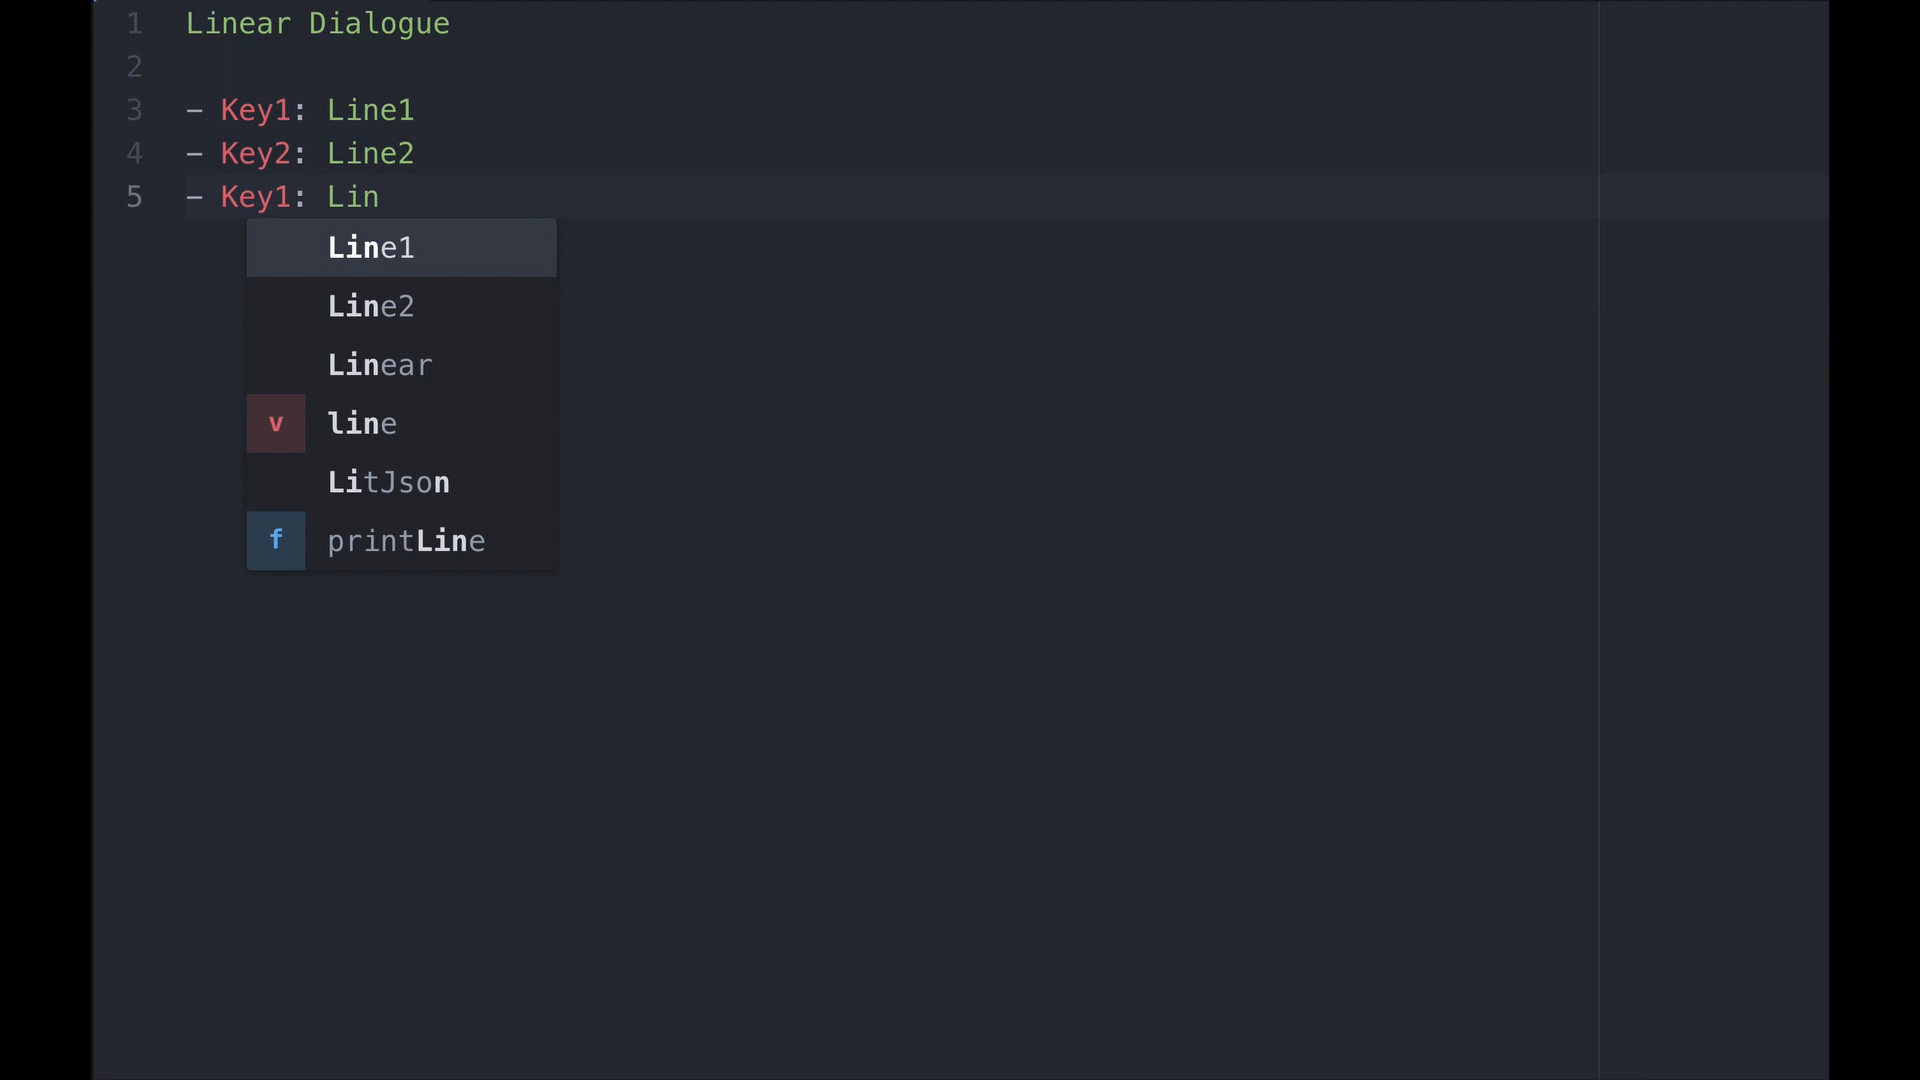 1 Linear Dialogue
2
3 - Key1: Line1
4 - Key2: Line2
5 - Key1: Lin
Line1
Line2
Linear
v line
LitJson
f printLine